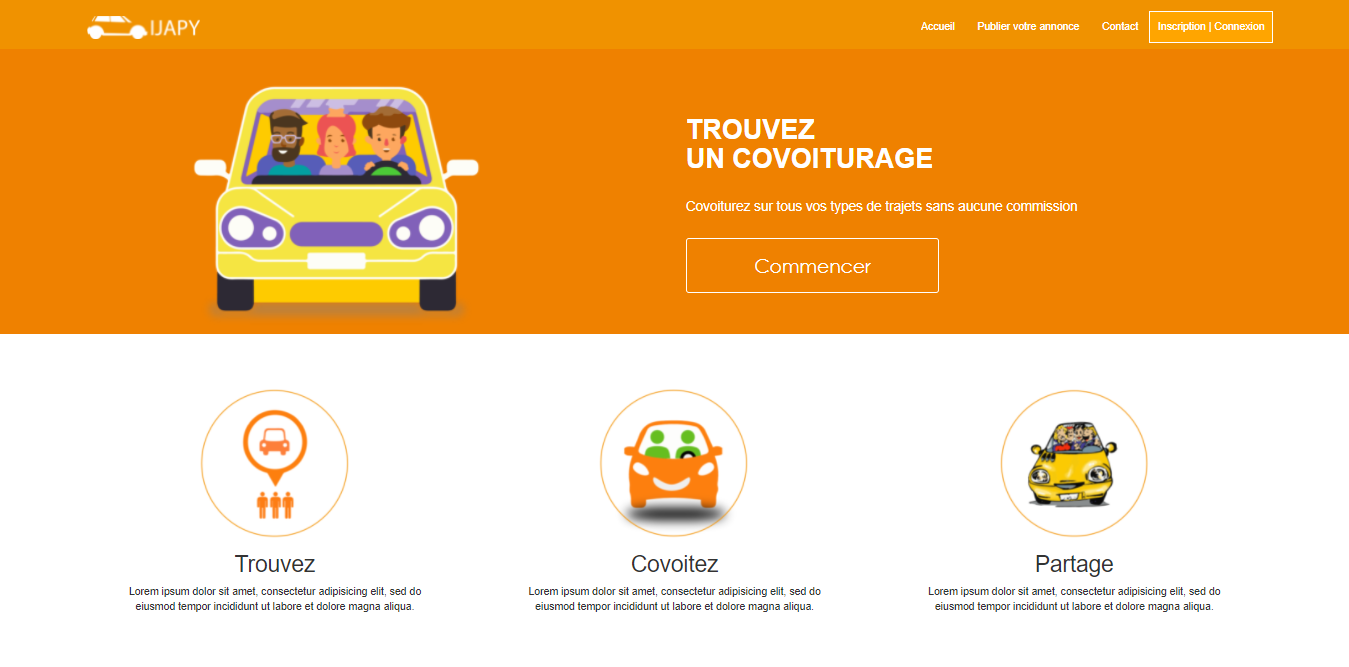 IJAPY
Accueil
Publier votre annonce
Contact
Inscription | Connexion
TROUVEZ
UN COVOITURAGE
Covoiturez sur tous vos types de trajets sans aucune commission
Commencer
Trouvez
Lorem ipsum dolor sit amet, consectetur adipisicing elit, sed do
eiusmod tempor incididunt ut labore et dolore magna aliqua.
Covoitez
Lorem ipsum dolor sit amet, consectetur adipisicing elit, sed do
eiusmod tempor incididunt ut labore et dolore magna aliqua.
Partage
Lorem ipsum dolor sit amet, consectetur adipisicing elit, sed do
eiusmod tempor incididunt ut labore et dolore magna aliqua.